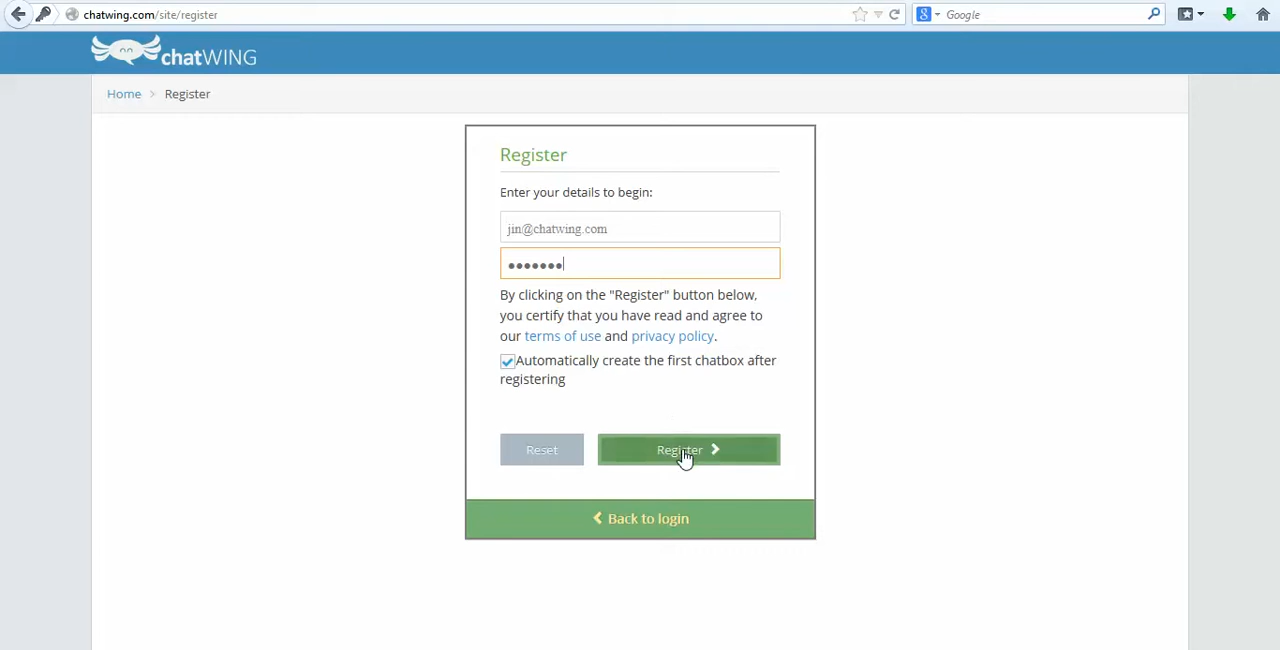 chatwing.com/site/register
Google
chatWING
Home > Register
Register
Enter your details to begin:
jin@chatwing.com
•••••••
By clicking on the "Register" button below,
you certify that you have read and agree to
our terms of use and privacy policy.
Automatically create the first chatbox after
registering
Reset
Register
Back to login